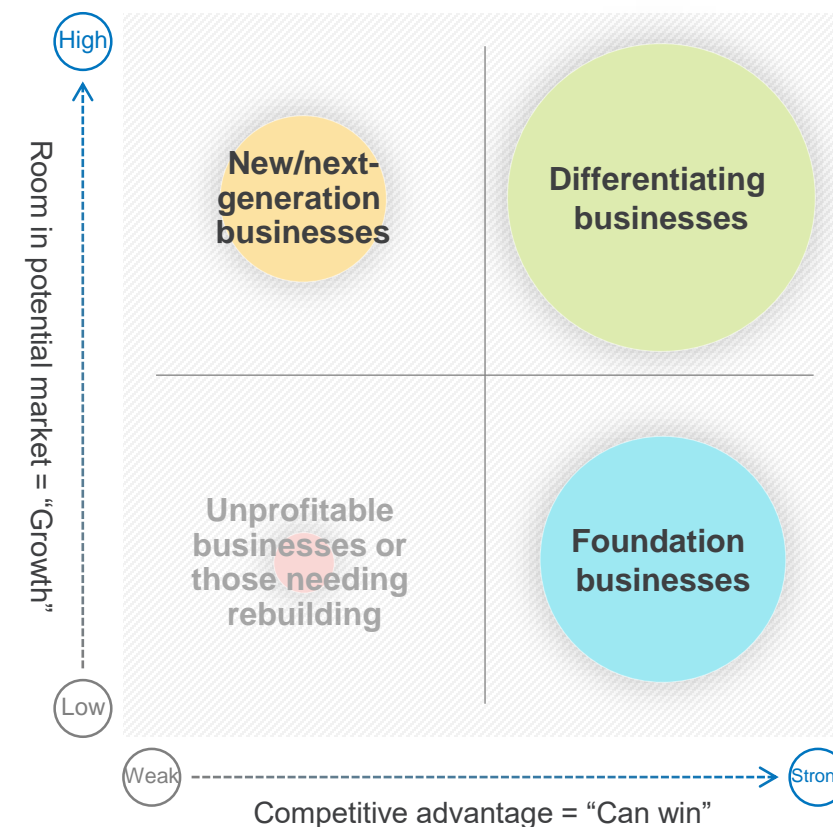 High
Room in potential market = “Growth”
Low
New/next-
generation
businesses
Differentiating
businesses
Unprofitable
businesses or
those needing
rebuilding
Foundation
businesses
Weak
Stron
Competitive advantage = “Can win”